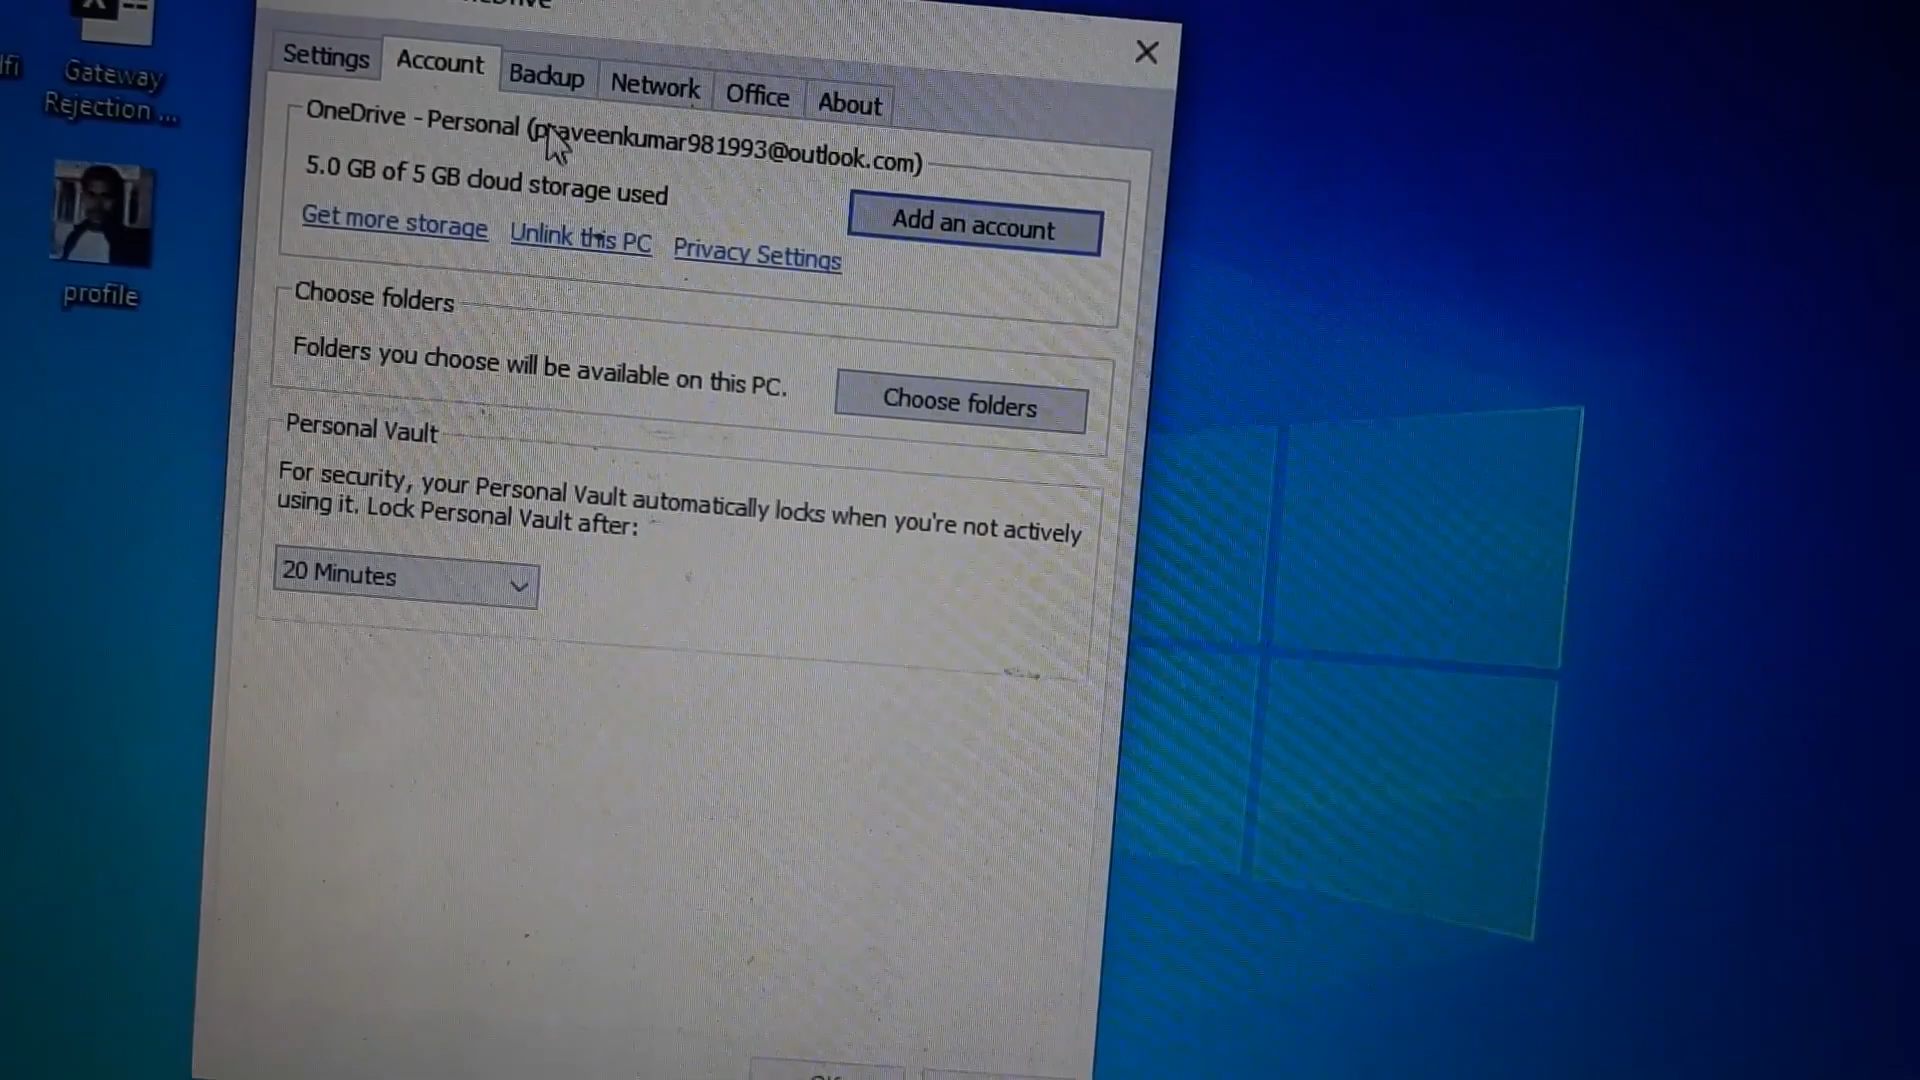 OneDrive
Settings
Account
Backup
Network
Office
About
OneDrive - Personal (praveenkumar981993@outlook.com)
5.0 GB of 5 GB cloud storage used
Add an account
Get more storage
Unlink this PC
Privacy Settings
Choose folders
Folders you choose will be available on this PC.
Choose folders
Personal Vault
For security, your Personal Vault automatically locks when you're not actively
using it. Lock Personal Vault after:
20 Minutes
Gateway
Rejection ...
profile